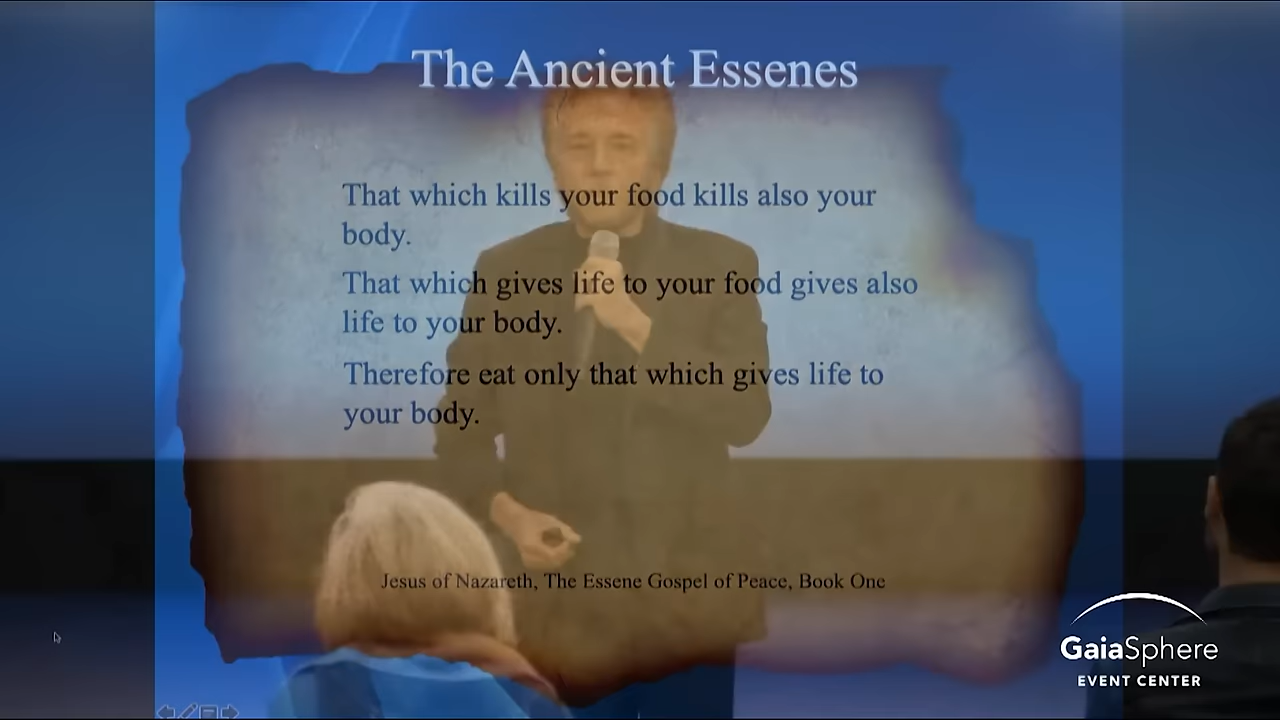 The Ancient Essenes
That which kills your food kills also your
body.
That which gives life to your food gives also
life to your body.
Therefore eat only that which gives life to
your body.
Jesus of Nazareth, The Essene Gospel of Peace, Book One
GaiaSphere
EVENT CENTER